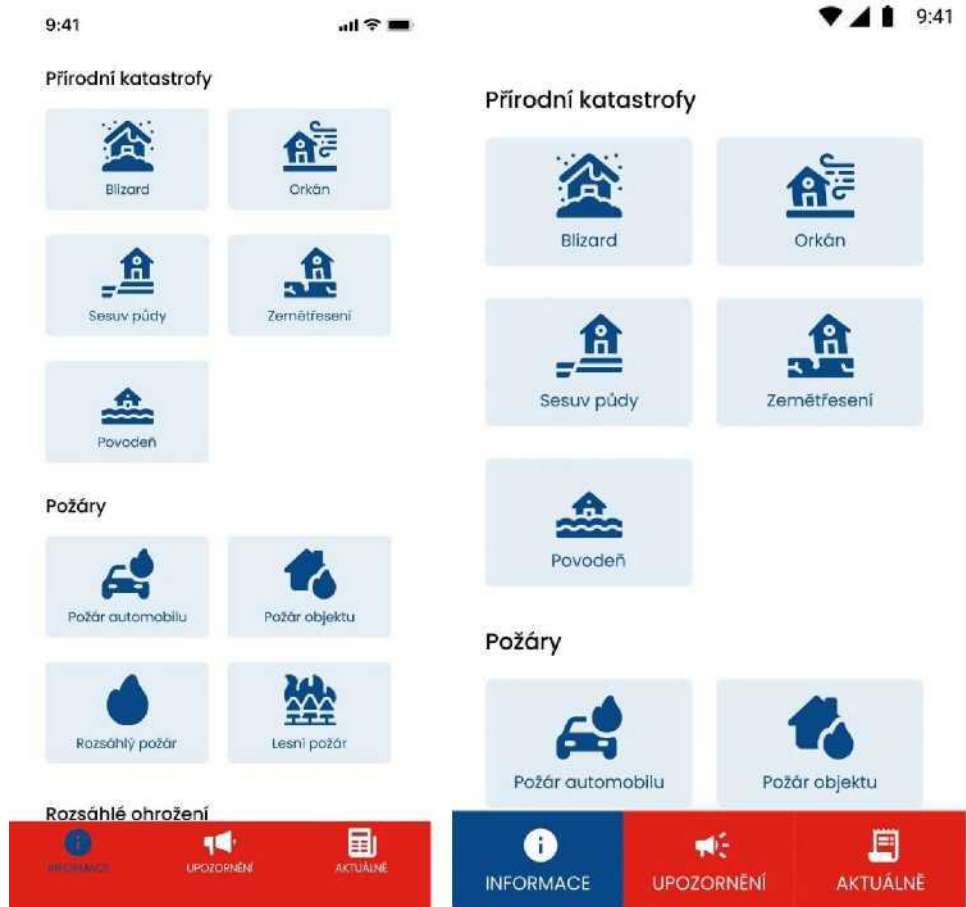 9:41
Přírodní katastrofy
Blizard
Orkán
Sesuv půdy
Zemětřesení
Povodeň
Požáry
Požár automobilu
Požár objektu
Rozsáhlý požár
Lesní požár
Rozsáhlé ohrožení
INFORMACE
UPOZORNĚNÍ
AKTUÁLNĚ
9:41
Přírodní katastrofy
Blizard
Orkán
Sesuv půdy
Zemětřesení
Povodeň
Požáry
Požár automobilu
Požár objektu
INFORMACE
UPOZORNĚNÍ
AKTUÁLNĚ